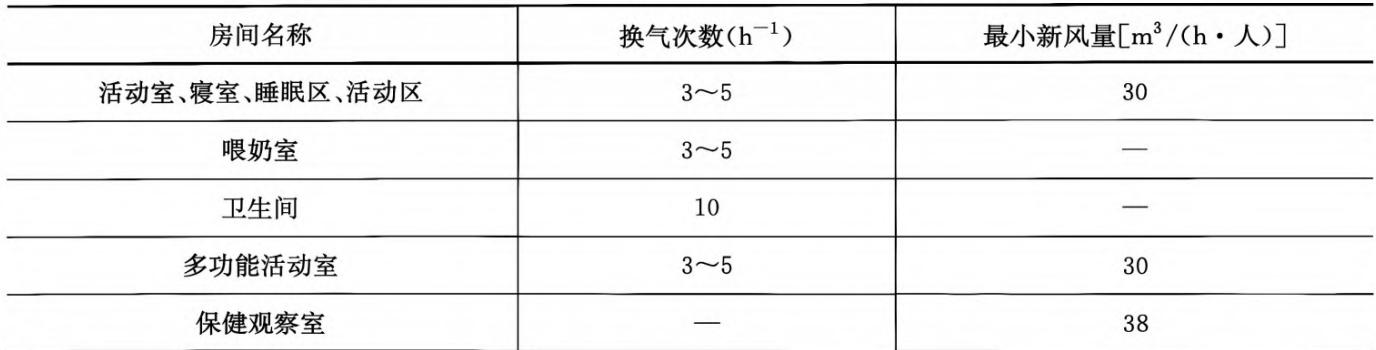 房间名称 换气次数(h⁻¹) 最小新风量[m³/(h·人)]
活动室、寝室、睡眠区、活动区 3～5 30
喂奶室 3～5 —
卫生间 10 —
多功能活动室 3～5 30
保健观察室 — 38